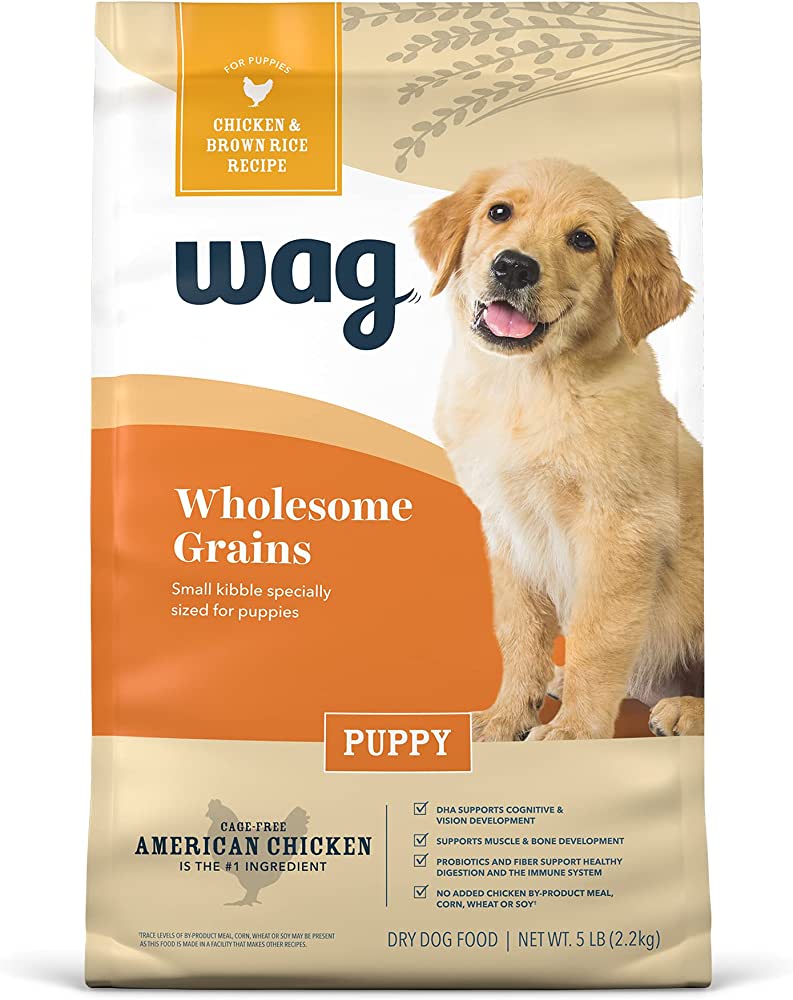 FOR PUPPIES
CHICKEN &
BROWN RICE
RECIPE
wag
Wholesome
Grains
Small kibble specially
sized for puppies
PUPPY
CAGE-FREE
AMERICAN CHICKEN
IS THE #1 INGREDIENT
DHA SUPPORTS COGNITIVE &
VISION DEVELOPMENT
SUPPORTS MUSCLE & BONE DEVELOPMENT
PROBIOTICS AND FIBER SUPPORT HEALTHY
DIGESTION AND THE IMMUNE SYSTEM
NO ADDED CHICKEN BY-PRODUCT MEAL,
CORN, WHEAT OR SOY†
†TRACE LEVELS OF BY-PRODUCT MEAL, CORN, WHEAT OR SOY MAY BE PRESENT
AS THIS FOOD IS MADE IN A FACILITY THAT MAKES OTHER RECIPES.
DRY DOG FOOD | NET WT. 5 LB (2.2kg)